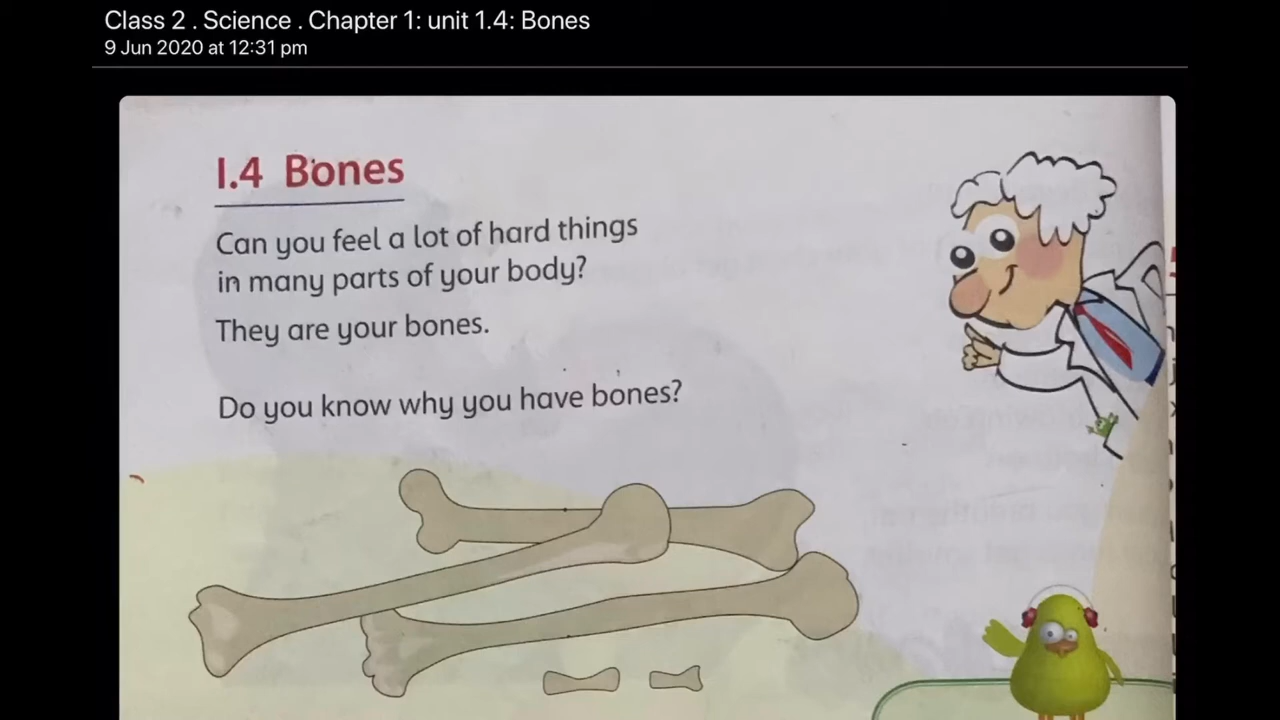 Class 2 . Science . Chapter 1: unit 1.4: Bones
9 Jun 2020 at 12:31 pm
1.4 Bones
Can you feel a lot of hard things
in many parts of your body?
They are your bones.
Do you know why you have bones?